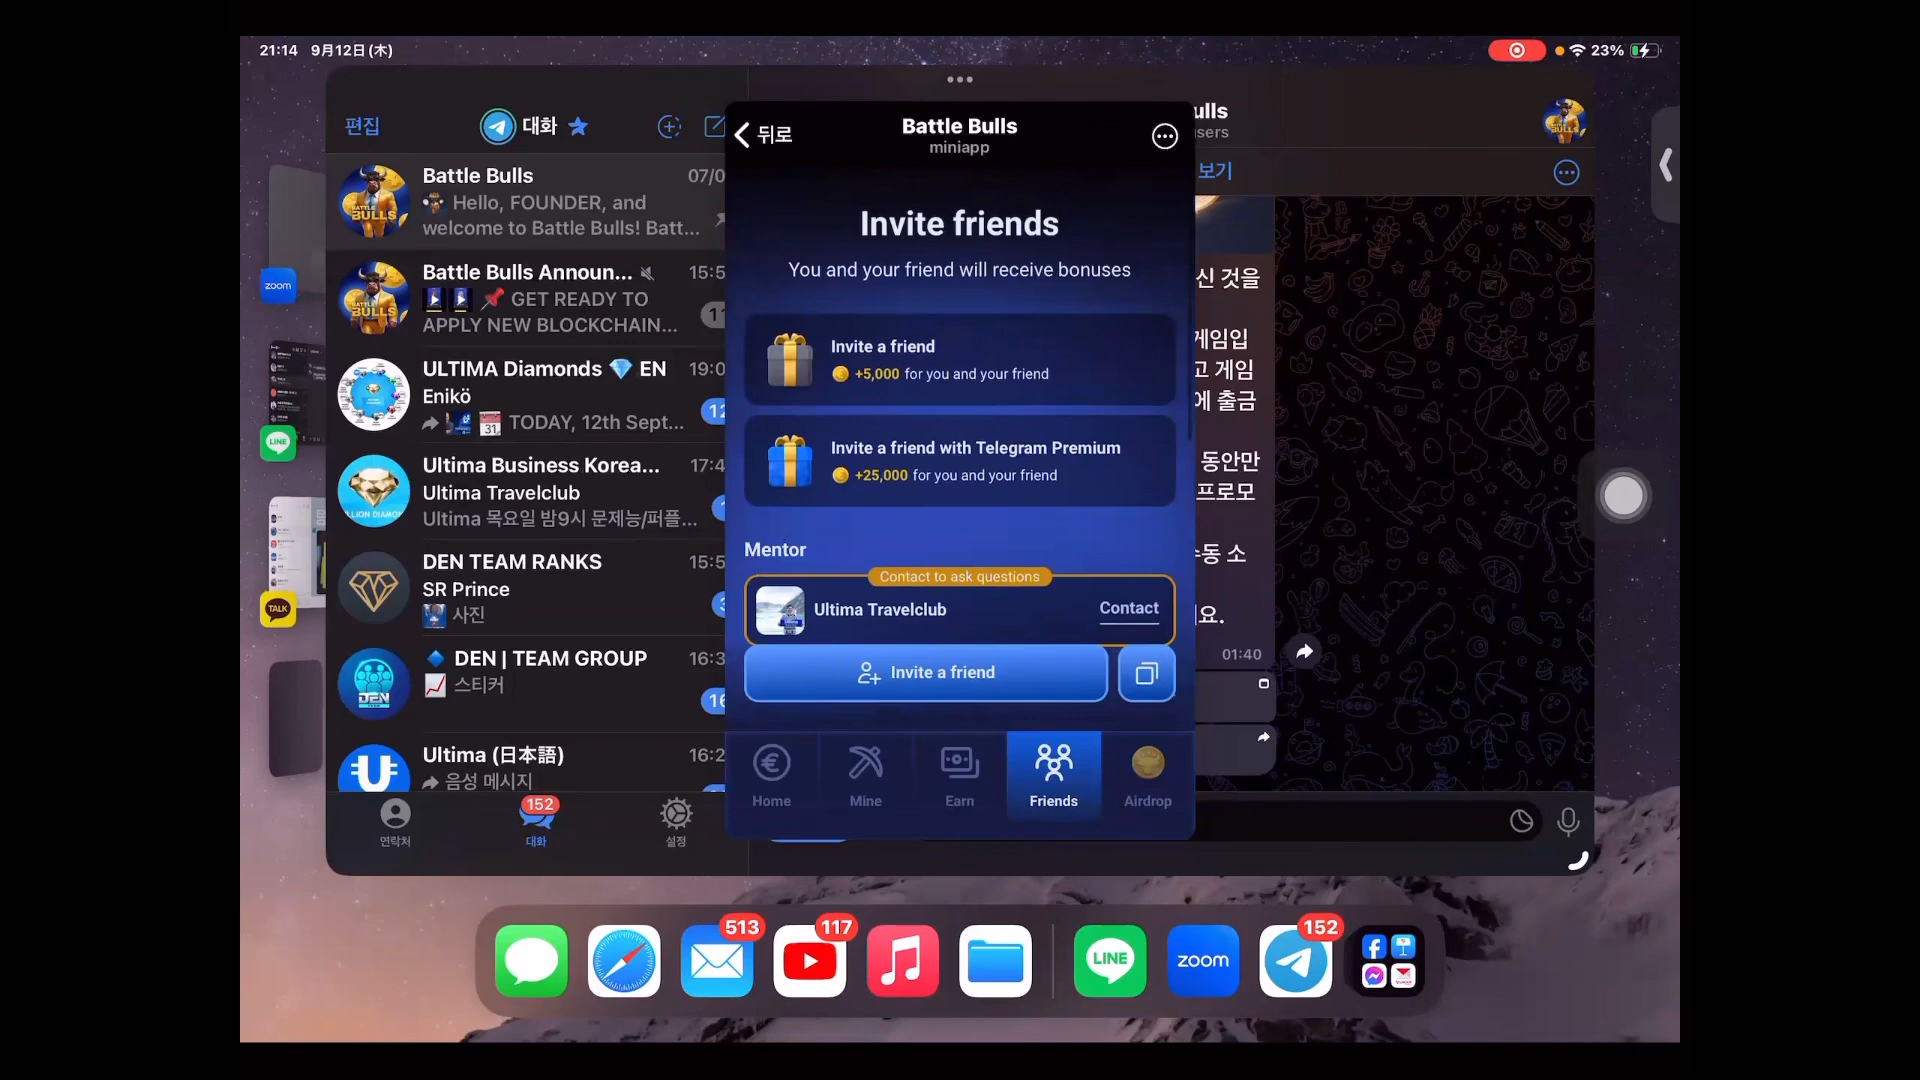 21:14 9月12日(木)
23%
편집
대화
Battle Bulls
07/0
Hello, FOUNDER, and
welcome to Battle Bulls! Batt...
Battle Bulls Announ...
15:5
GET READY TO
APPLY NEW BLOCKCHAIN...
11
ULTIMA Diamonds 💎 EN
19:0
Enikö
TODAY, 12th Sept...
12
Ultima Business Korea...
17:4
Ultima Travelclub
Ultima 목요일 밤9시 문제능/퍼플...
DEN TEAM RANKS
15:5
SR Prince
사진
3
DEN | TEAM GROUP
16:3
스티커
16
Ultima (日本語)
16:2
음성 메시지
연락처
152
대화
설정
뒤로
Battle Bulls
miniapp
Invite friends
You and your friend will receive bonuses
Invite a friend
+5,000 for you and your friend
Invite a friend with Telegram Premium
+25,000 for you and your friend
Mentor
Contact to ask questions
Ultima Travelclub
Contact
Invite a friend
Home
Mine
Earn
Friends
Airdrop
ulls
sers
보기
신 것을
게임입
고 게임
에 출금
동안만
프로모
수동 소
요.
01:40
zoom
LINE
TALK
513
117
LINE
zoom
152